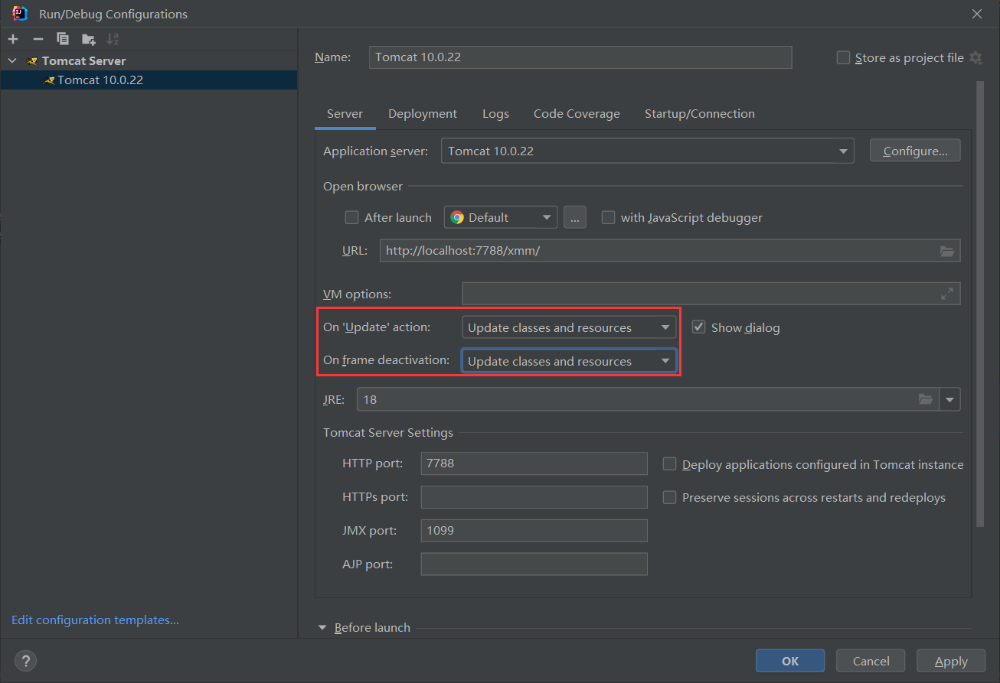 Run/Debug Configurations
Tomcat Server
Tomcat 10.0.22
Edit configuration templates...
Name: Tomcat 10.0.22 Store as project file
Server Deployment Logs Code Coverage Startup/Connection
Application server: Tomcat 10.0.22 Configure...
Open browser
After launch Default ... with JavaScript debugger
URL: http://localhost:7788/xmm/
VM options:
On 'Update' action: Update classes and resources Show dialog
On frame deactivation: Update classes and resources
JRE: 18
Tomcat Server Settings
HTTP port: 7788 Deploy applications configured in Tomcat instance
HTTPs port: Preserve sessions across restarts and redeploys
JMX port: 1099
AJP port:
Before launch
? OK Cancel Apply